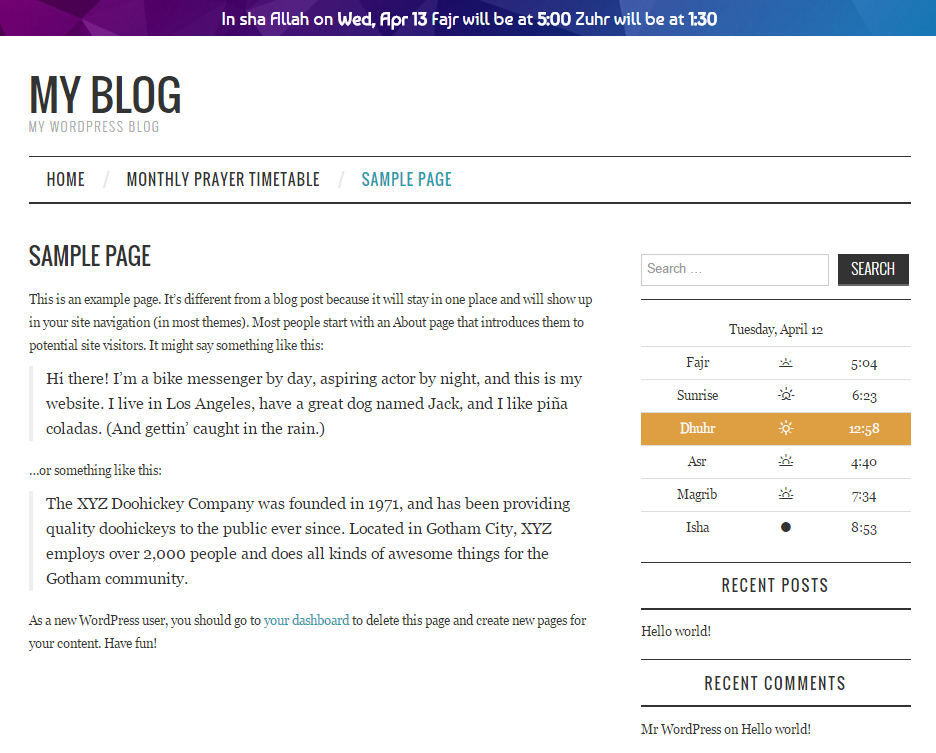 In sha Allah on Wed, Apr 13 Fajr will be at 5:00 Zuhr will be at 1:30
MY BLOG
MY WORDPRESS BLOG
HOME / MONTHLY PRAYER TIMETABLE / SAMPLE PAGE
SAMPLE PAGE
This is an example page. It's different from a blog post because it will stay in one place and will show up
in your site navigation (in most themes). Most people start with an About page that introduces them to
potential site visitors. It might say something like this:
Hi there! I'm a bike messenger by day, aspiring actor by night, and this is my
website. I live in Los Angeles, have a great dog named Jack, and I like piña
coladas. (And gettin' caught in the rain.)
…or something like this:
The XYZ Doohickey Company was founded in 1971, and has been providing
quality doohickeys to the public ever since. Located in Gotham City, XYZ
employs over 2,000 people and does all kinds of awesome things for the
Gotham community.
As a new WordPress user, you should go to your dashboard to delete this page and create new pages for
your content. Have fun!
Search …
SEARCH
Tuesday, April 12
Fajr 5:04
Sunrise 6:23
Dhuhr 12:58
Asr 4:40
Magrib 7:34
Isha 8:53
RECENT POSTS
Hello world!
RECENT COMMENTS
Mr WordPress on Hello world!